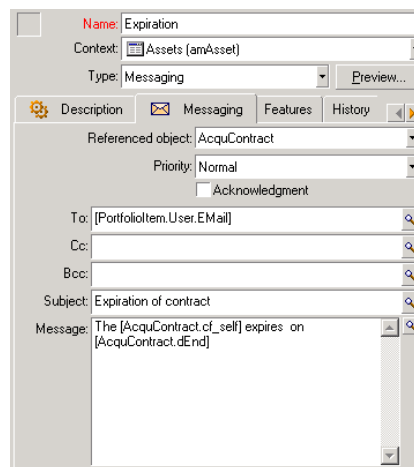 Name: Expiration
Context: Assets (amAsset)
Type: Messaging Preview...
Description Messaging Features History
Referenced object: AcquContract
Priority: Normal
Acknowledgment
To: [PortfolioItem.User.EMail]
Cc:
Bcc:
Subject: Expiration of contract
Message: The [AcquContract.cf_self] expires on
[AcquContract.dEnd]